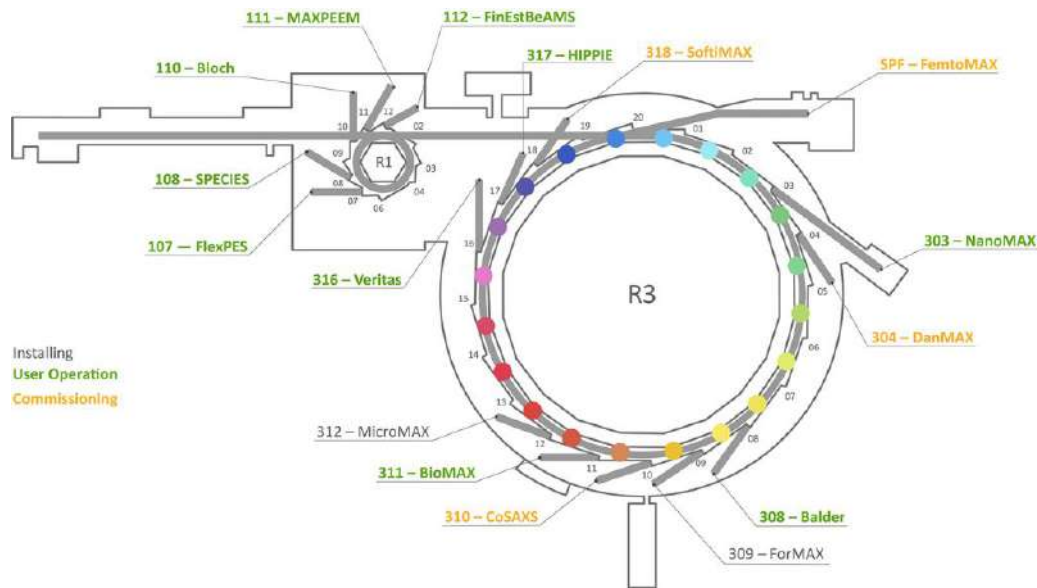 111 – MAXPEEM
112 – FinEstBeAMS
317 – HIPPIE
318 – SoftiMAX
SPF – FemtoMAX
110 – Bloch
108 – SPECIES
107 — FlexPES
316 – Veritas
303 – NanoMAX
304 – DanMAX
R1
10
11
12
02
03
04
06
07
08
09
R3
20
01
02
03
04
05
06
07
08
09
10
11
12
13
14
15
16
17
18
19
Installing
User Operation
Commissioning
312 – MicroMAX
311 – BioMAX
310 – CoSAXS
309 – ForMAX
308 – Balder